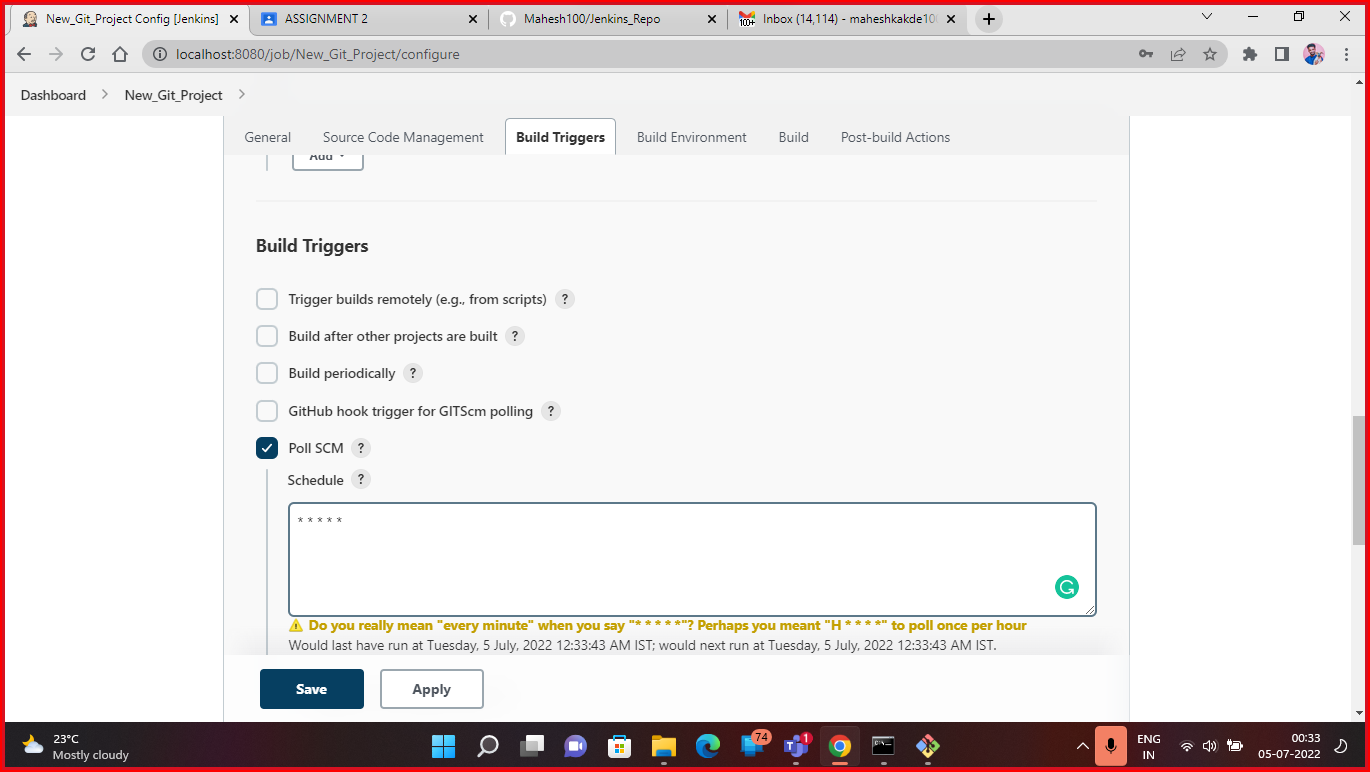 New_Git_Project Config [Jenkins]
ASSIGNMENT 2
Mahesh100/Jenkins_Repo
100+
Inbox (14,114) - maheshkakde10
localhost:8080/job/New_Git_Project/configure
Dashboard
New_Git_Project
General
Source Code Management
Build Triggers
Build Environment
Build
Post-build Actions
Add
Build Triggers
Trigger builds remotely (e.g., from scripts) ?
Build after other projects are built ?
Build periodically ?
GitHub hook trigger for GITScm polling ?
Poll SCM ?
Schedule ?
* * * * *
Do you really mean "every minute" when you say "* * * * *"? Perhaps you meant "H * * * *" to poll once per hour
Would last have run at Tuesday, 5 July, 2022 12:33:43 AM IST; would next run at Tuesday, 5 July, 2022 12:33:43 AM IST.
Save
Apply
23°C
Mostly cloudy
74
1
ENG
IN
00:33
05-07-2022